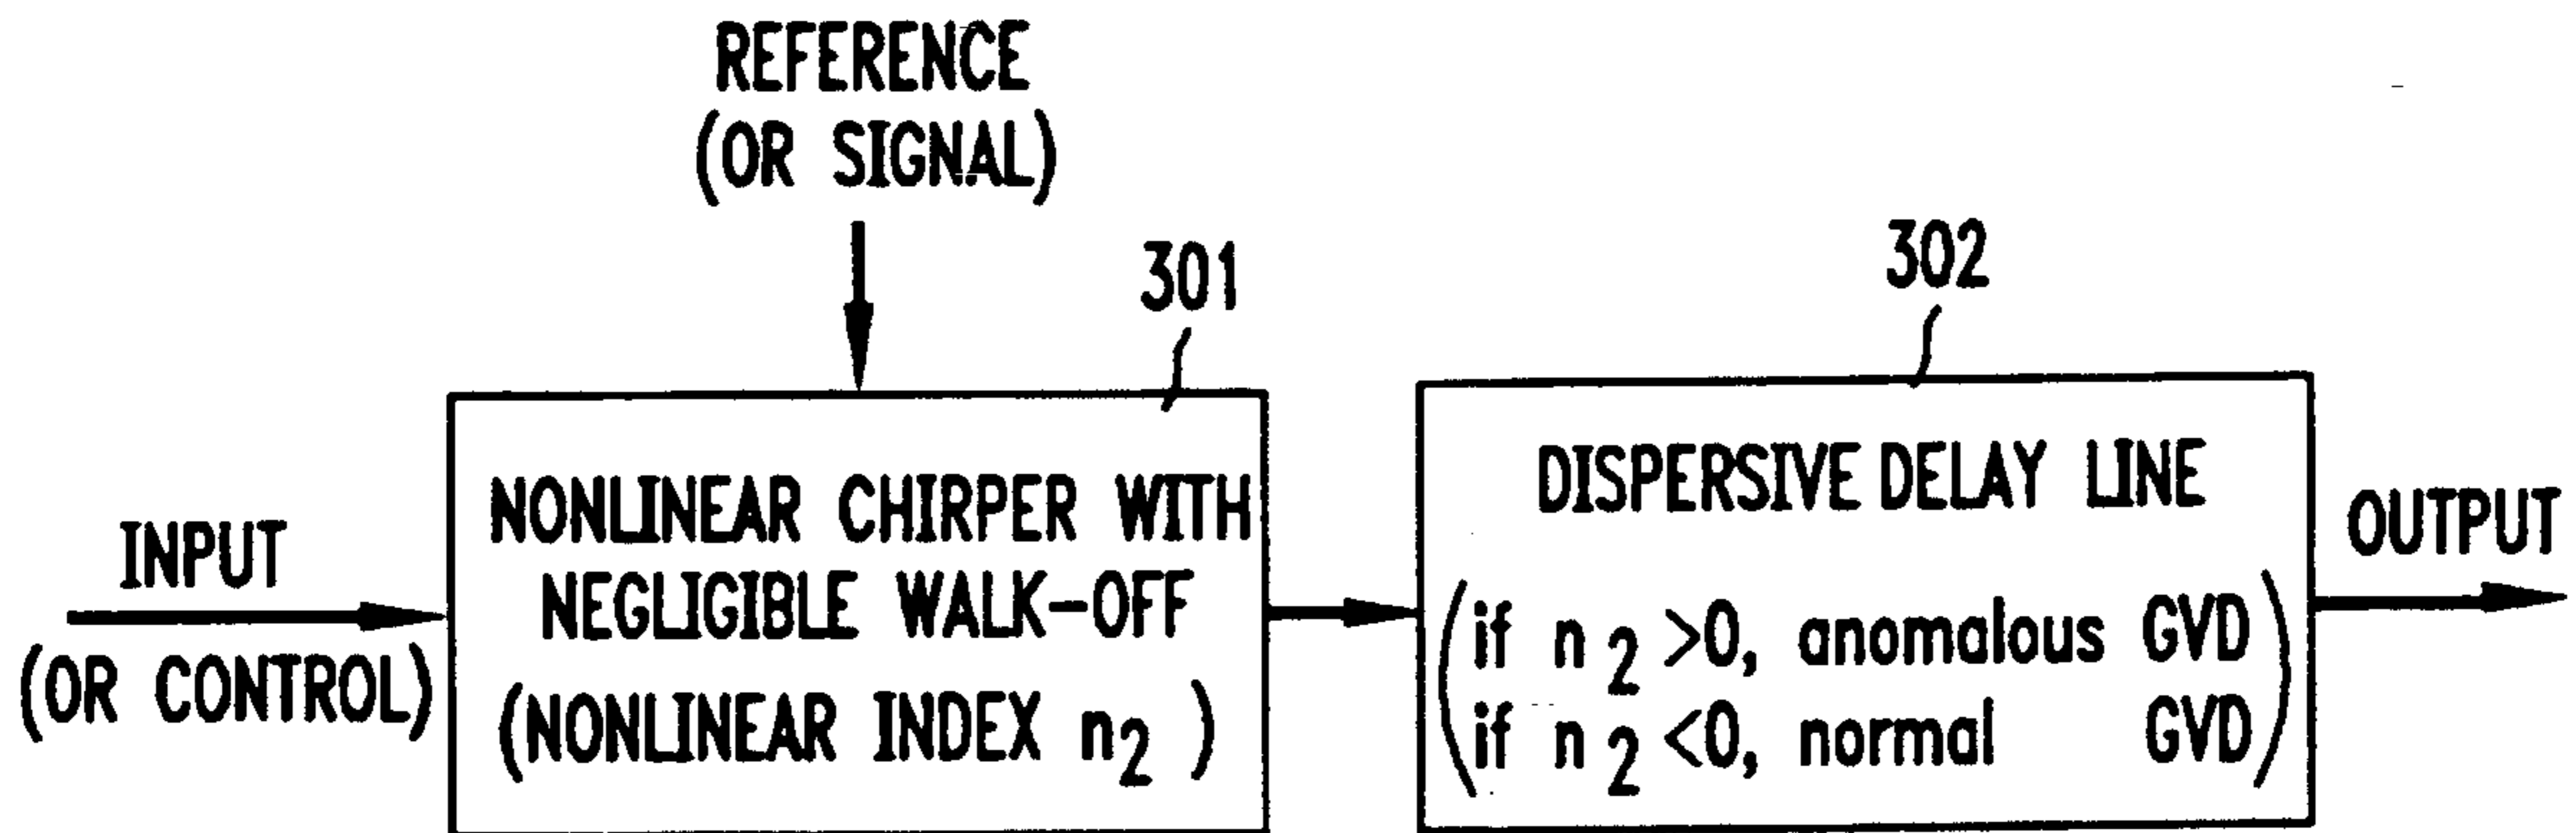 REFERENCE
(OR SIGNAL)
301
302
INPUT
(OR CONTROL)
NONLINEAR CHIRPER WITH
NEGLIGIBLE WALK-OFF
(NONLINEAR INDEX n2 )
DISPERSIVE DELAY LINE
(if n 2 >0, anomalous GVD
if n 2 <0, normal GVD)
OUTPUT